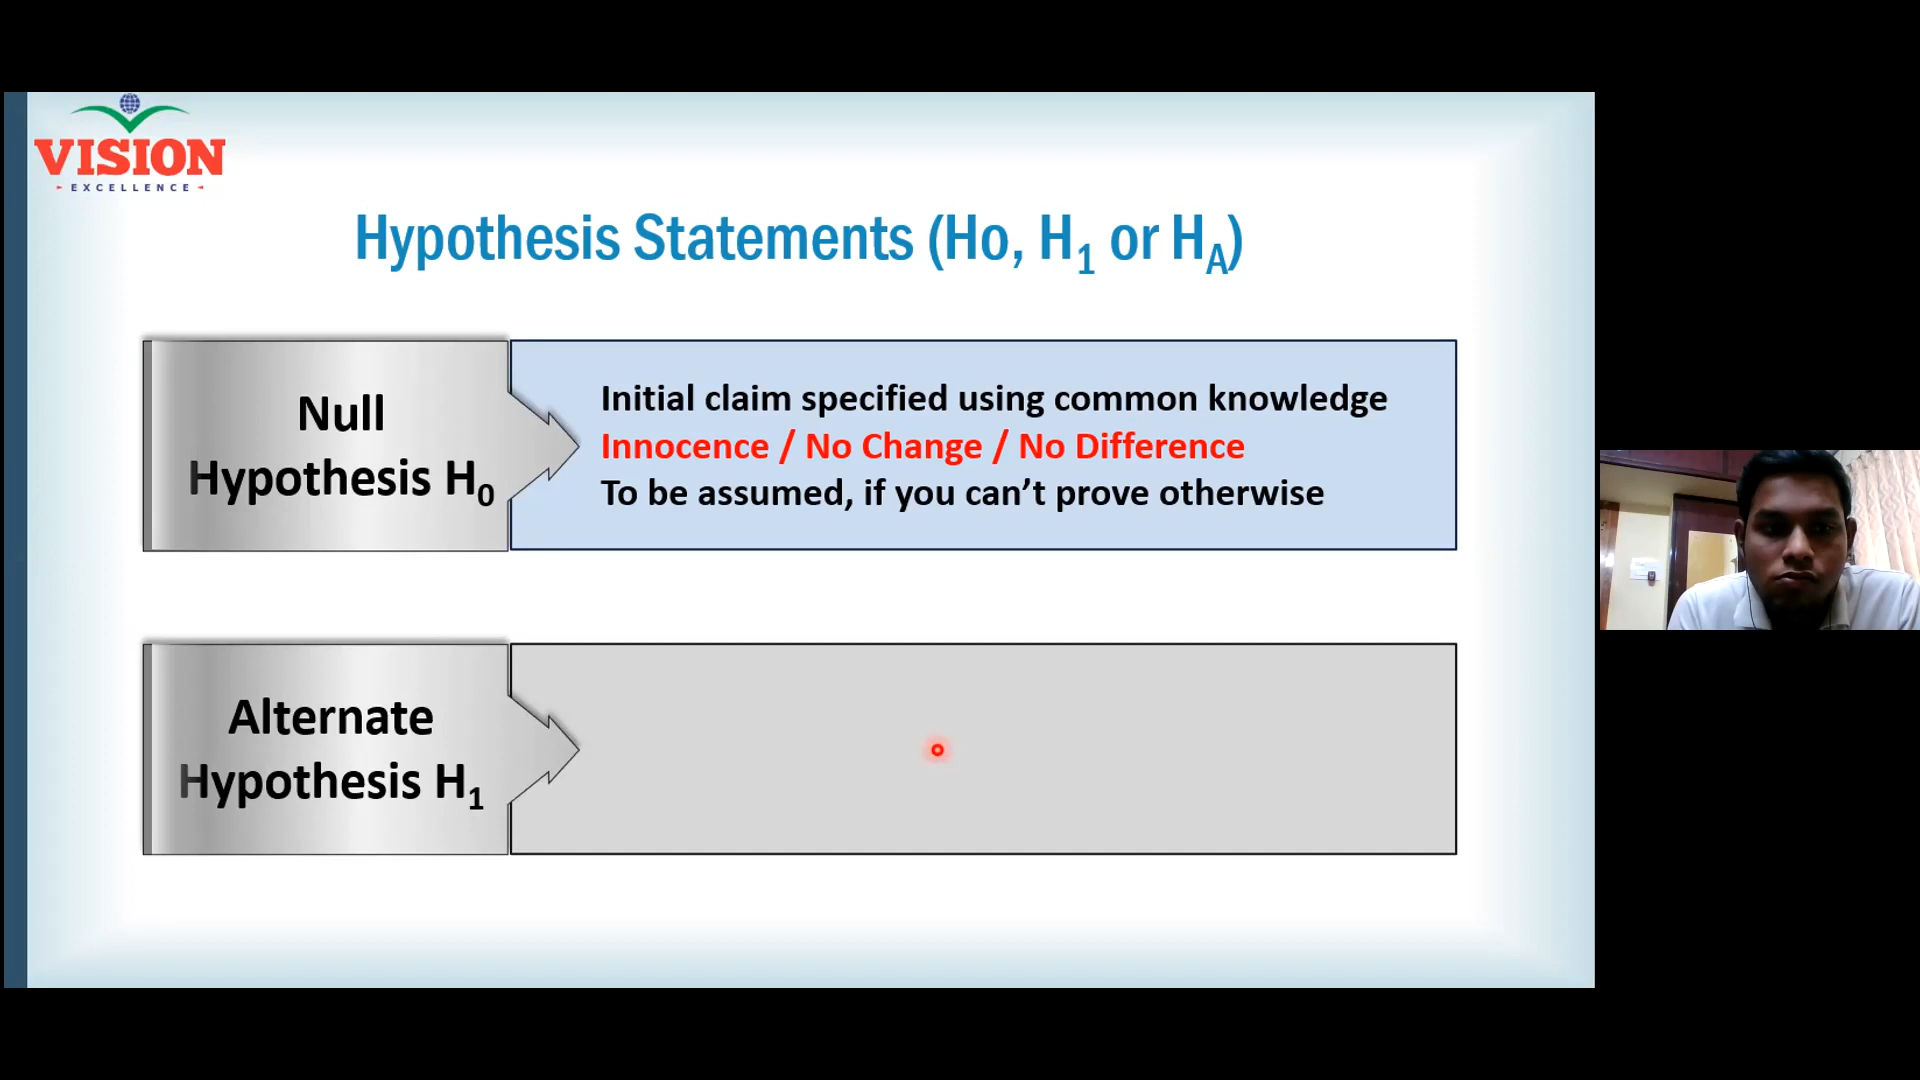 VISION
EXCELLENCE
Hypothesis Statements (Ho, H1 or HA)
Null
Hypothesis H0
Initial claim specified using common knowledge
Innocence / No Change / No Difference
To be assumed, if you can’t prove otherwise
Alternate
Hypothesis H1